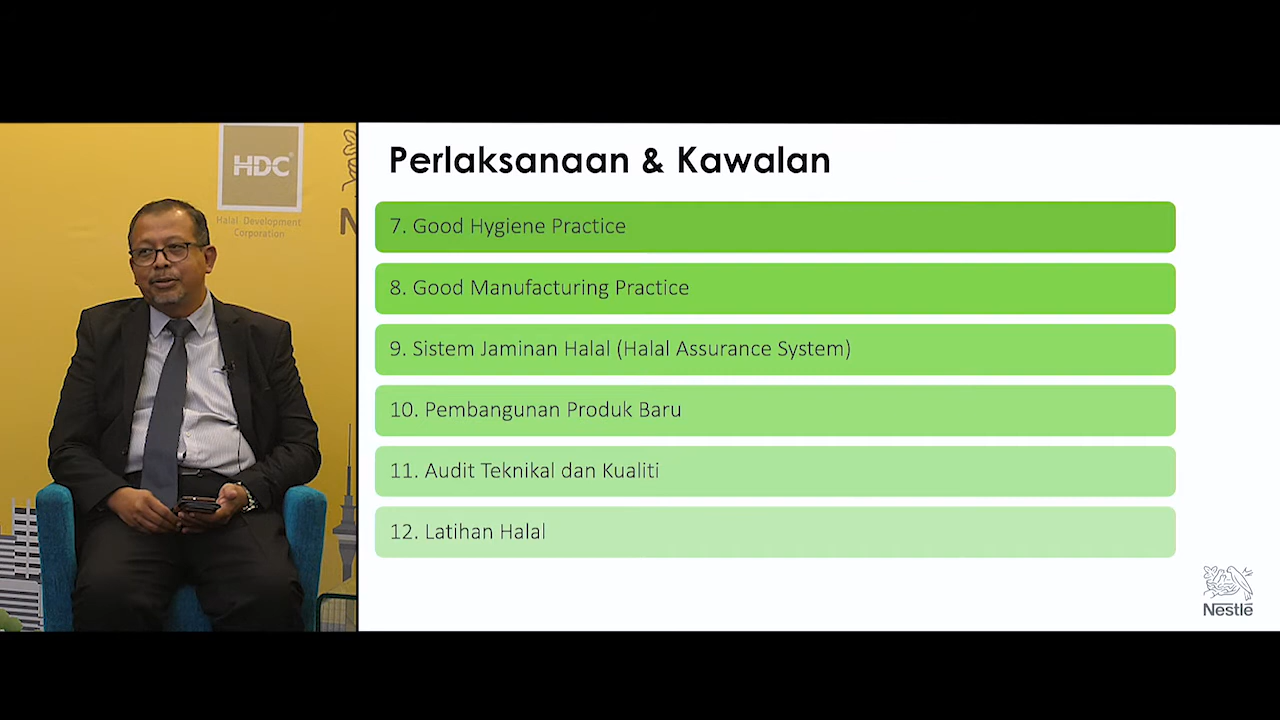 HDC
Halal Development
Corporation
N
Perlaksanaan & Kawalan
7. Good Hygiene Practice
8. Good Manufacturing Practice
9. Sistem Jaminan Halal (Halal Assurance System)
10. Pembangunan Produk Baru
11. Audit Teknikal dan Kualiti
12. Latihan Halal
Nestlé